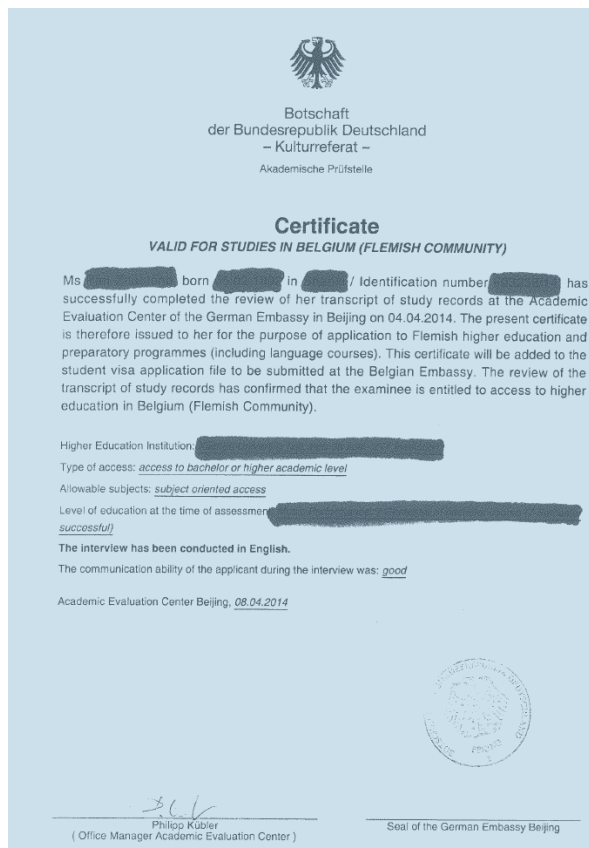 Botschaft
der Bundesrepublik Deutschland
– Kulturreferat –
Akademische Prüfstelle
Certificate
VALID FOR STUDIES IN BELGIUM (FLEMISH COMMUNITY)
Ms born in / Identification number has
successfully completed the review of her transcript of study records at the Academic
Evaluation Center of the German Embassy in Beijing on 04.04.2014. The present certificate
is therefore issued to her for the purpose of application to Flemish higher education and
preparatory programmes (including language courses). This certificate will be added to the
student visa application file to be submitted at the Belgian Embassy. The review of the
transcript of study records has confirmed that the examinee is entitled to access to higher
education in Belgium (Flemish Community).
Higher Education Institution:
Type of access: access to bachelor or higher academic level
Allowable subjects: subject oriented access
Level of education at the time of assessment
successful)
The interview has been conducted in English.
The communication ability of the applicant during the interview was: good
Academic Evaluation Center Beijing, 08.04.2014
PEKING
Philipp Kübler
( Office Manager Academic Evaluation Center )
Seal of the German Embassy Beijing